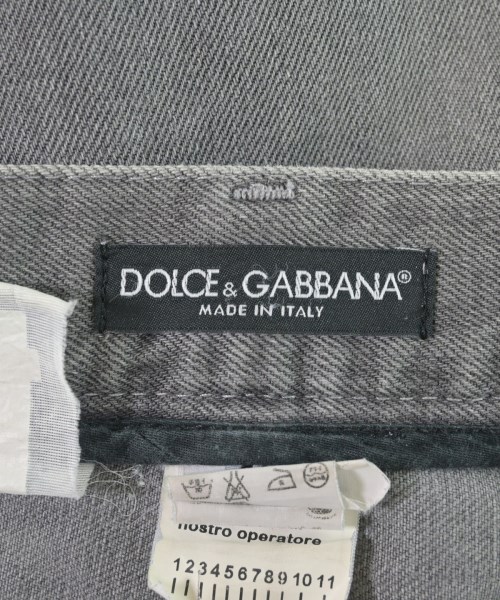 DOLCE & GABBANA®
MADE IN ITALY
nostro operatore
1234567891011